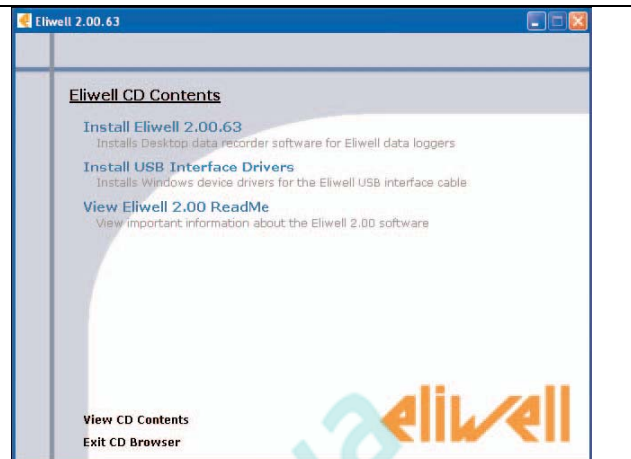 Eliwell 2.00.63
Eliwell CD Contents
Install Eliwell 2.00.63
Installs Desktop data recorder software for Eliwell data loggers
Install USB Interface Drivers
Installs Windows device drivers for the Eliwell USB interface cable
View Eliwell 2.00 ReadMe
View important information about the Eliwell 2.00 software
View CD Contents
Exit CD Browser
eliwell